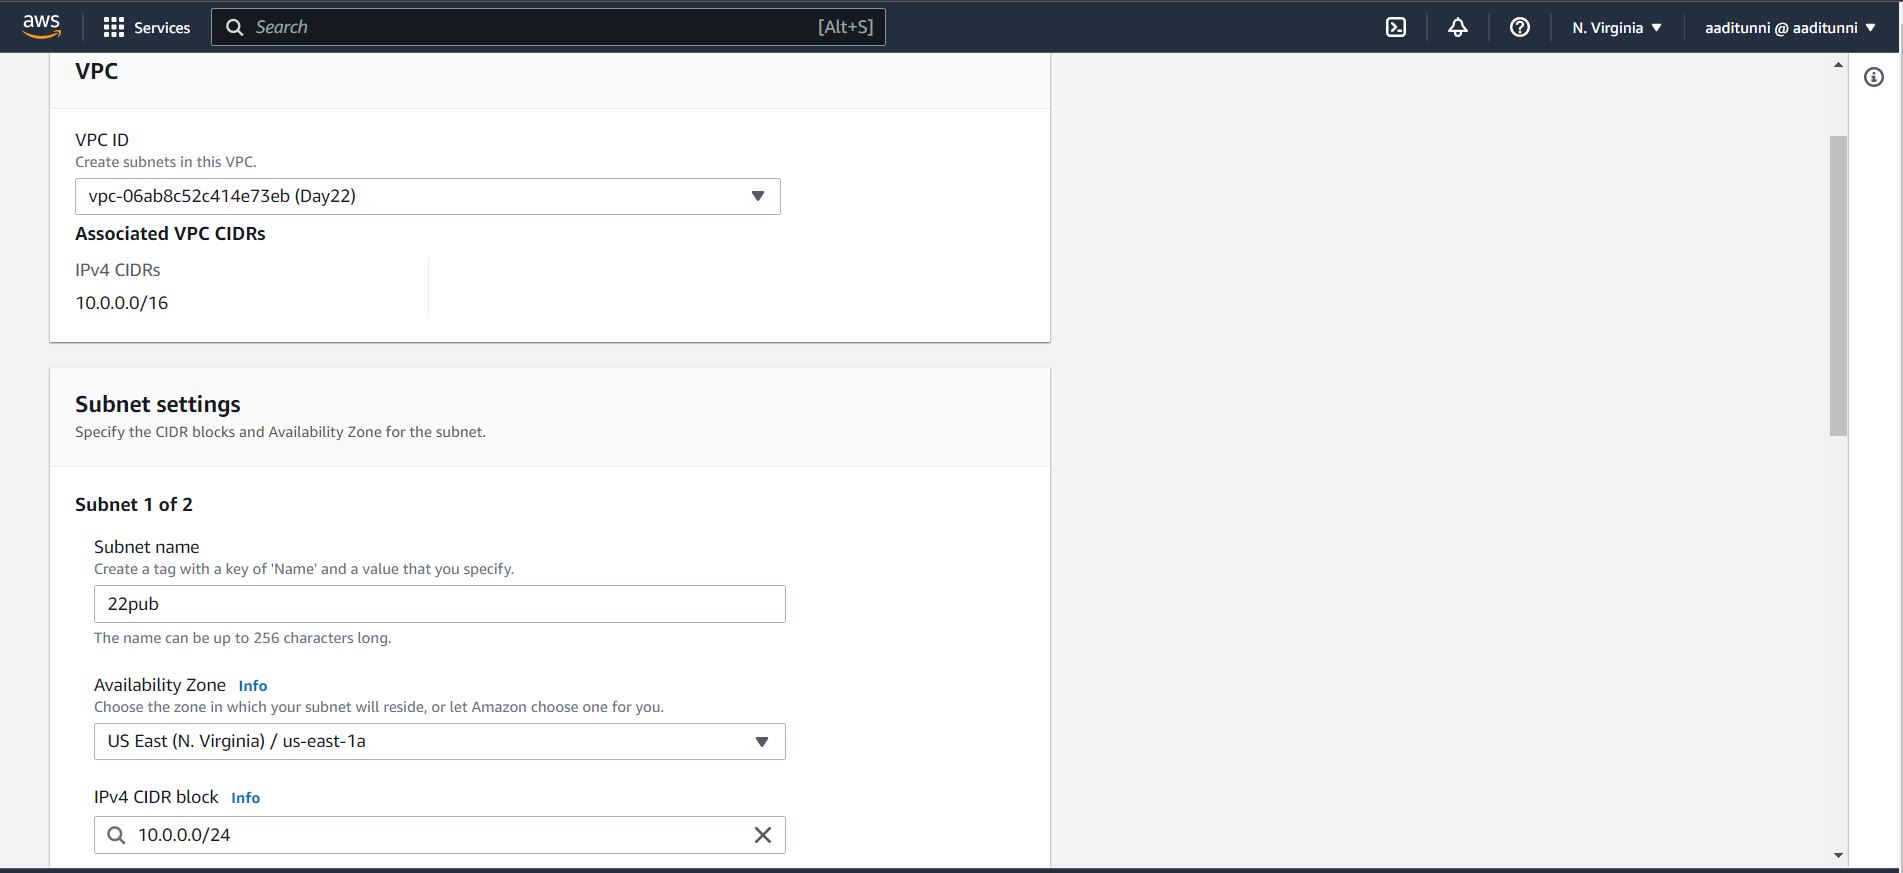 aws Services Search [Alt+S] N. Virginia aaditunni @ aaditunni
VPC
VPC ID
Create subnets in this VPC.
vpc-06ab8c52c414e73eb (Day22)
Associated VPC CIDRs
IPv4 CIDRs
10.0.0.0/16
Subnet settings
Specify the CIDR blocks and Availability Zone for the subnet.
Subnet 1 of 2
Subnet name
Create a tag with a key of 'Name' and a value that you specify.
22pub
The name can be up to 256 characters long.
Availability Zone Info
Choose the zone in which your subnet will reside, or let Amazon choose one for you.
US East (N. Virginia) / us-east-1a
IPv4 CIDR block Info
10.0.0.0/24